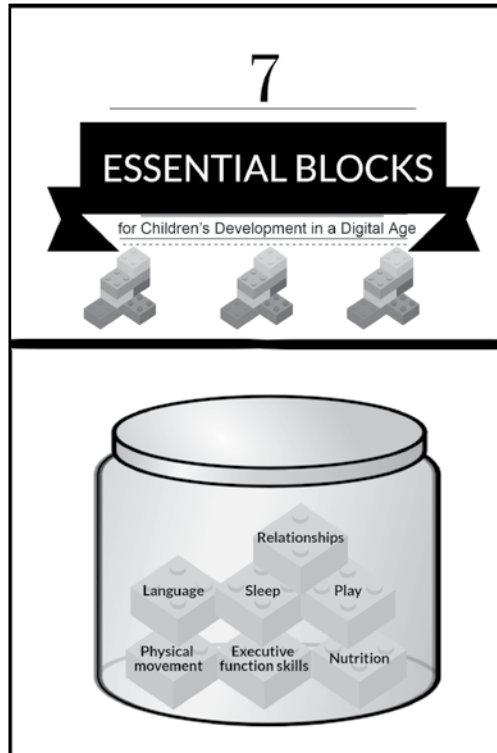 7
ESSENTIAL BLOCKS
for Children's Development in a Digital Age
Relationships
Language
Sleep
Play
Physical
movement
Executive
function skills
Nutrition